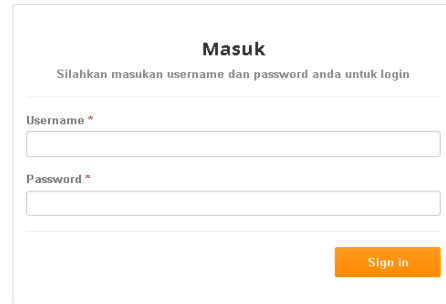 Masuk
Silahkan masukan username dan password anda untuk login
Username *
Password *
Sign in